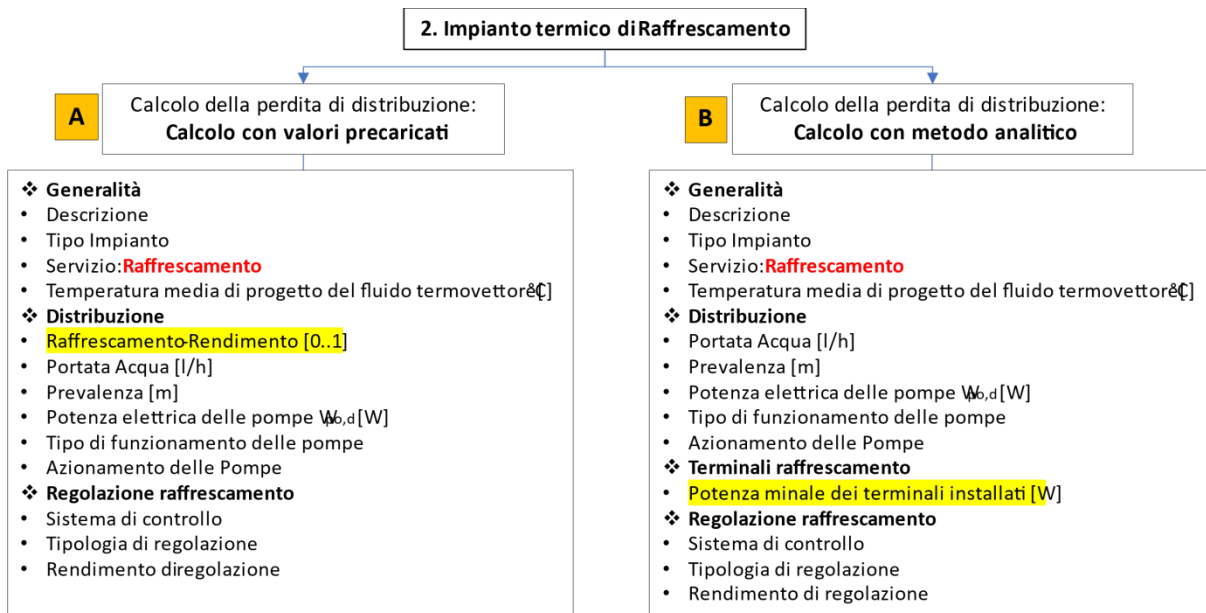 2. Impianto termico di Raffrescamento
A
Calcolo della perdita di distribuzione:
Calcolo con valori precaricati
❖ Generalità
• Descrizione
• Tipo Impianto
• Servizio:Raffrescamento
• Temperatura media di progetto del fluido termovettore[°C]
❖ Distribuzione
• Raffrescamento-Rendimento [0..1]
• Portata Acqua [l/h]
• Prevalenza [m]
• Potenza elettrica delle pompe Wpo,d [W]
• Tipo di funzionamento delle pompe
• Azionamento delle Pompe
❖ Regolazione raffrescamento
• Sistema di controllo
• Tipologia di regolazione
• Rendimento diregolazione
B
Calcolo della perdita di distribuzione:
Calcolo con metodo analitico
❖ Generalità
• Descrizione
• Tipo Impianto
• Servizio:Raffrescamento
• Temperatura media di progetto del fluido termovettore[°C]
❖ Distribuzione
• Portata Acqua [l/h]
• Prevalenza [m]
• Potenza elettrica delle pompe Wpo,d [W]
• Tipo di funzionamento delle pompe
• Azionamento delle Pompe
❖ Terminali raffrescamento
• Potenza minale dei terminali installati [W]
❖ Regolazione raffrescamento
• Sistema di controllo
• Tipologia di regolazione
• Rendimento di regolazione